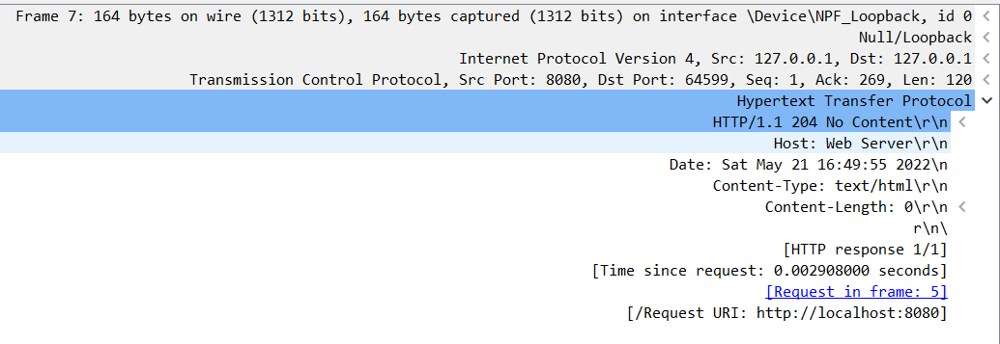 Frame 7: 164 bytes on wire (1312 bits), 164 bytes captured (1312 bits) on interface \Device\NPF_Loopback, id 0
Null/Loopback
Internet Protocol Version 4, Src: 127.0.0.1, Dst: 127.0.0.1
Transmission Control Protocol, Src Port: 8080, Dst Port: 64599, Seq: 1, Ack: 269, Len: 120
Hypertext Transfer Protocol
HTTP/1.1 204 No Content\r\n
Host: Web Server\r\n
Date: Sat May 21 16:49:55 2022\n
Content-Type: text/html\r\n
Content-Length: 0\r\n
r\n\
[HTTP response 1/1]
[Time since request: 0.002908000 seconds]
[Request in frame: 5]
[/Request URI: http://localhost:8080]